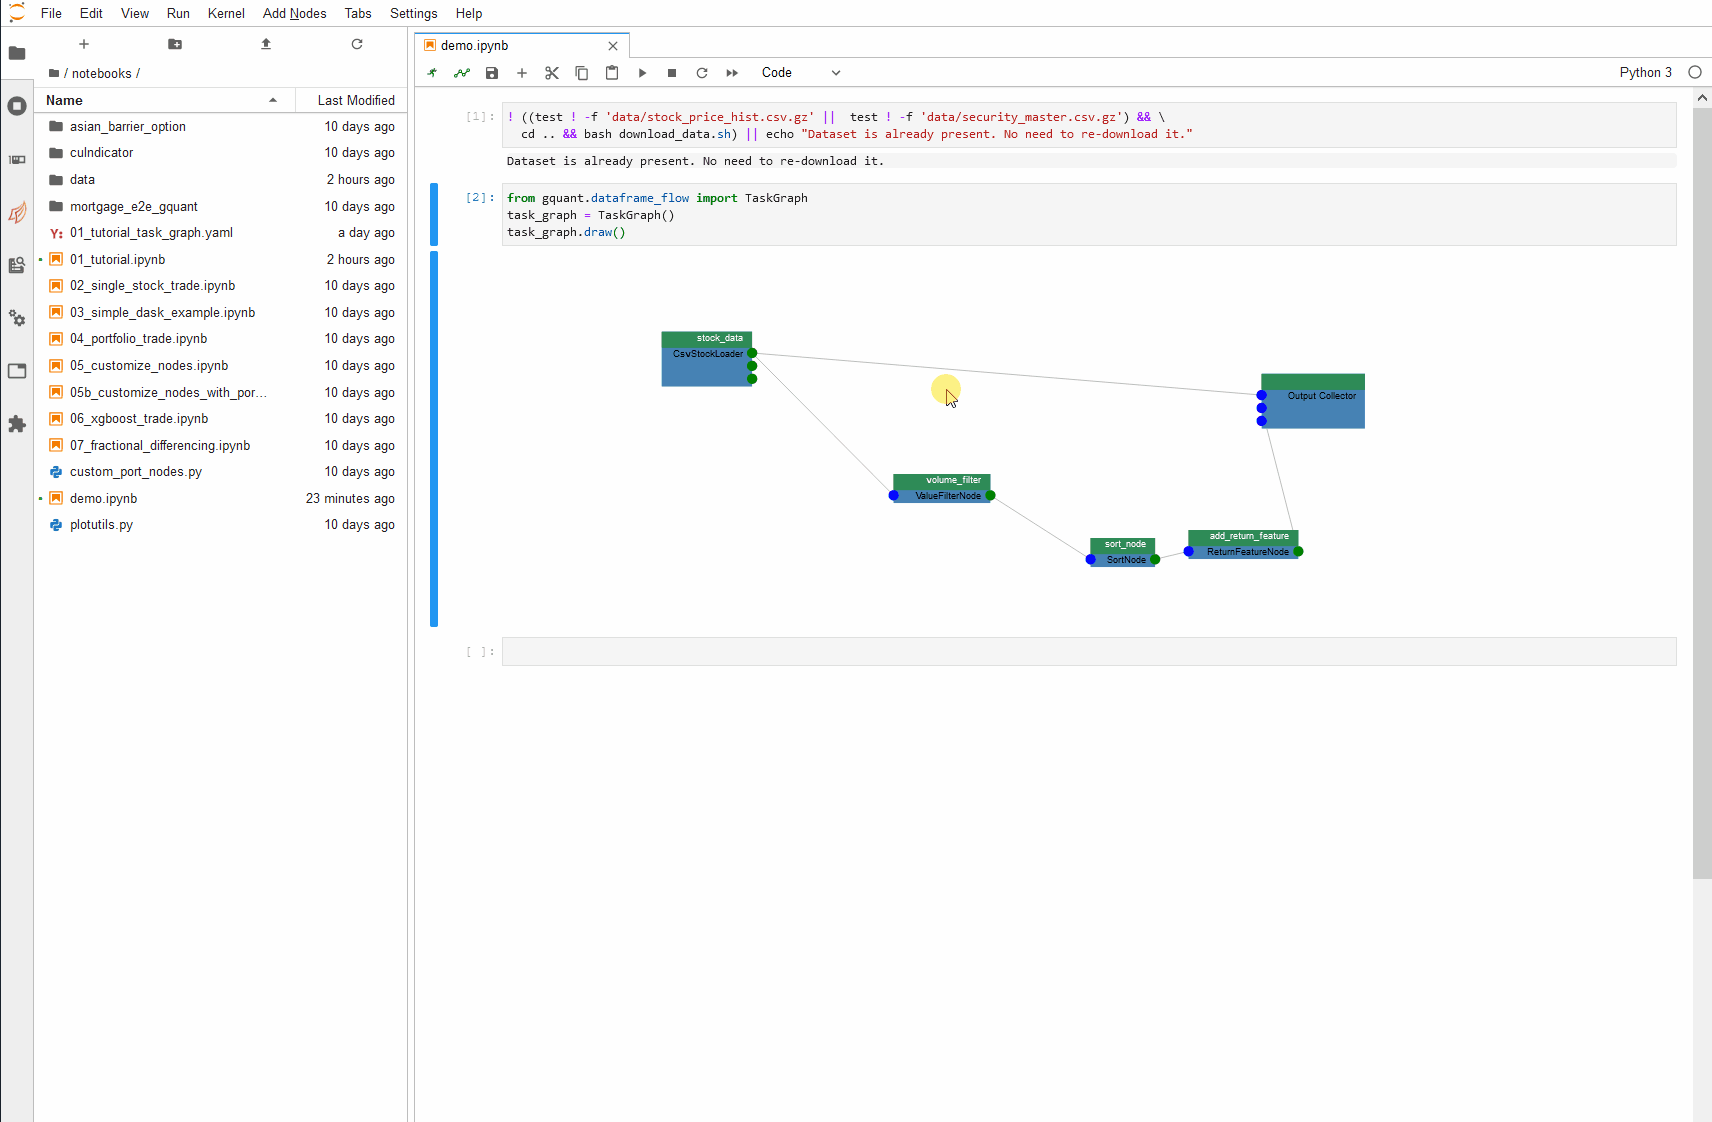 File Edit View Run Kernel Add Nodes Tabs Settings Help
/ notebooks /
Name Last Modified
asian_barrier_option 10 days ago
cuIndicator 10 days ago
data 2 hours ago
mortgage_e2e_gquant 10 days ago
Y: 01_tutorial_task_graph.yaml a day ago
01_tutorial.ipynb 2 hours ago
02_single_stock_trade.ipynb 10 days ago
03_simple_dask_example.ipynb 10 days ago
04_portfolio_trade.ipynb 10 days ago
05_customize_nodes.ipynb 10 days ago
05b_customize_nodes_with_por... 10 days ago
06_xgboost_trade.ipynb 10 days ago
07_fractional_differencing.ipynb 10 days ago
custom_port_nodes.py 10 days ago
demo.ipynb 23 minutes ago
plotutils.py 10 days ago
demo.ipynb
Code Python 3
[1]: ! ((test ! -f 'data/stock_price_hist.csv.gz' ||  test ! -f 'data/security_master.csv.gz') && \
cd .. && bash download_data.sh) || echo "Dataset is already present. No need to re-download it."
Dataset is already present. No need to re-download it.
[2]: from gquant.dataframe_flow import TaskGraph
task_graph = TaskGraph()
task_graph.draw()
stock_data
CsvStockLoader
Output Collector
volume_filter
ValueFilterNode
sort_node
SortNode
add_return_feature
ReturnFeatureNode
[ ]: